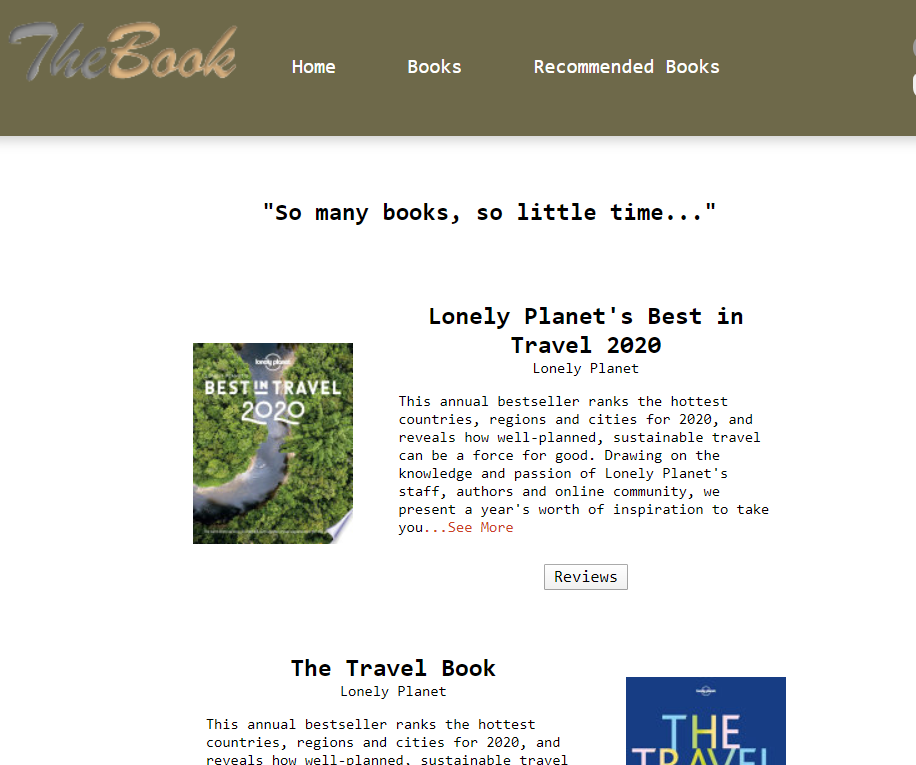 TheBook
Home
Books
Recommended Books
"So many books, so little time..."
Lonely Planet's Best in
Travel 2020
Lonely Planet
lonely planet
BEST IN TRAVEL
2020
This annual bestseller ranks the hottest
countries, regions and cities for 2020, and
reveals how well-planned, sustainable travel
can be a force for good. Drawing on the
knowledge and passion of Lonely Planet's
staff, authors and online community, we
present a year's worth of inspiration to take
you...See More
Reviews
The Travel Book
Lonely Planet
This annual bestseller ranks the hottest
countries, regions and cities for 2020, and
reveals how well-planned, sustainable travel
THE
TRAVEL